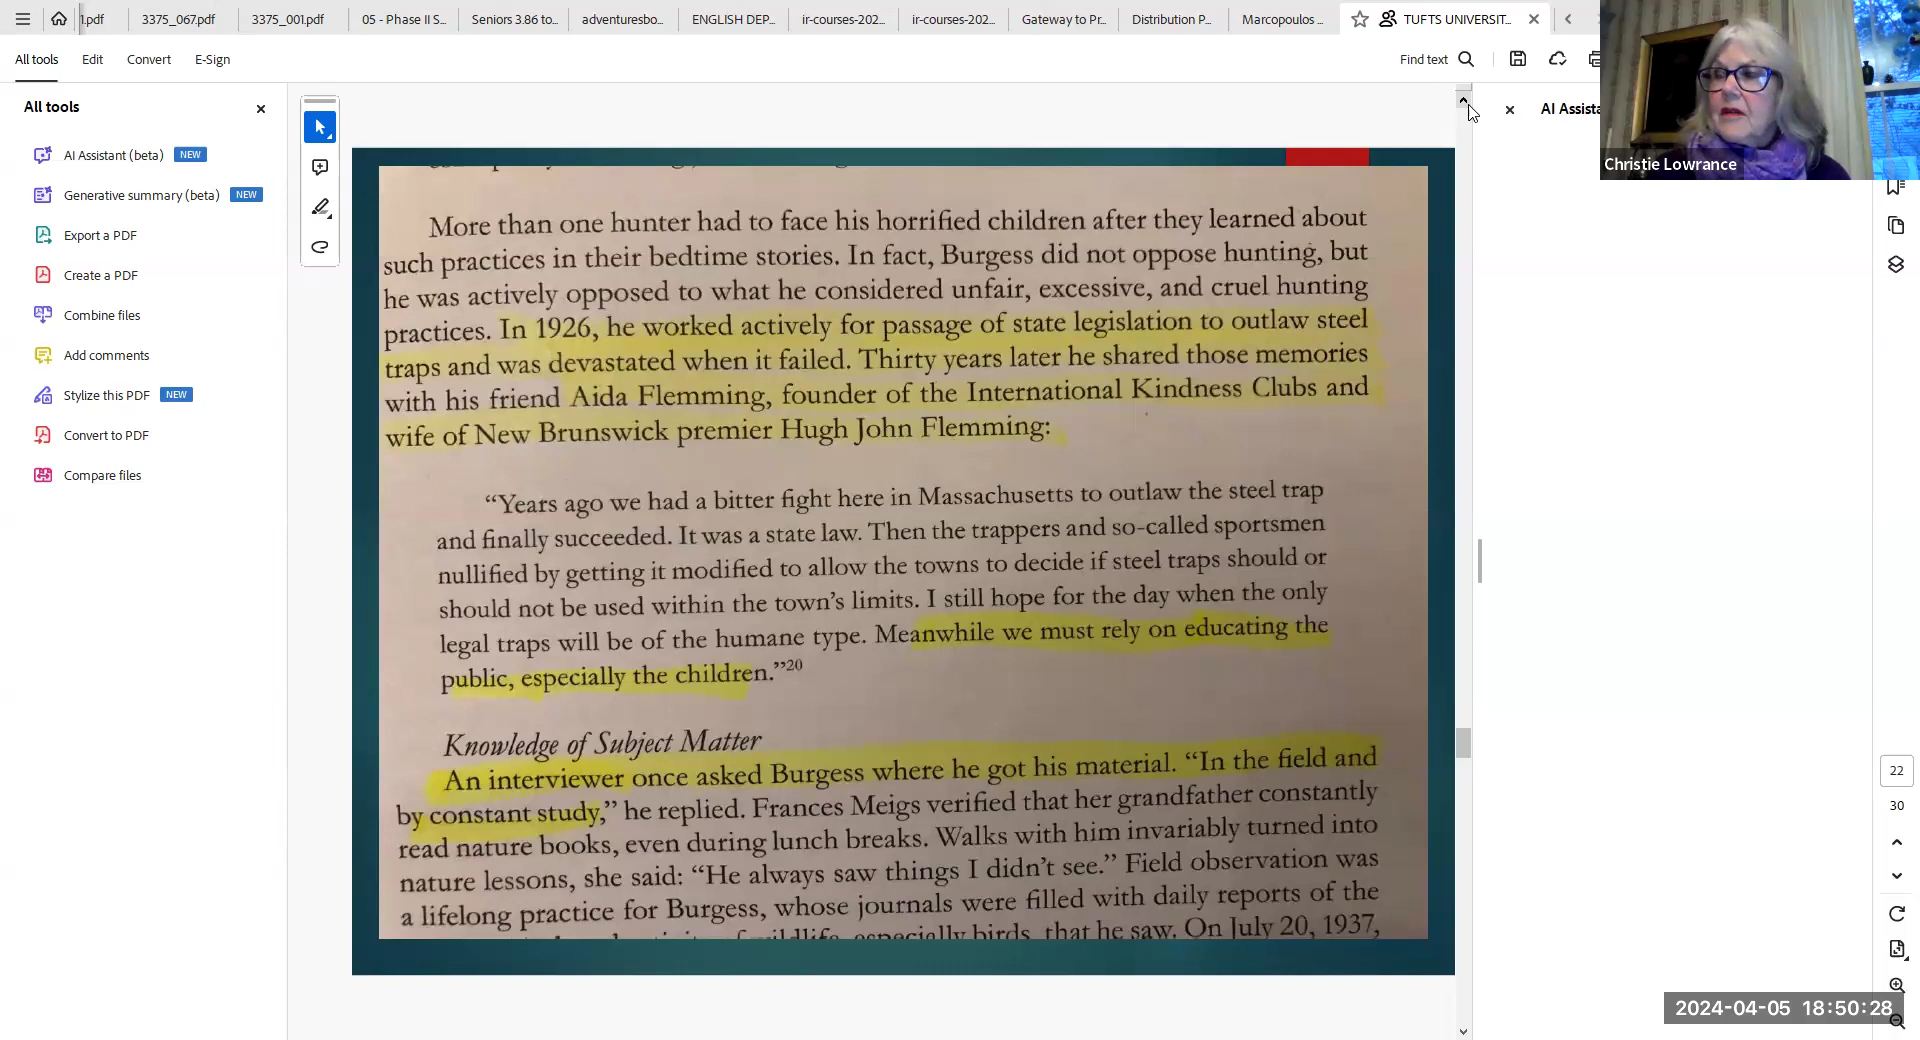 1.pdf
3375_067.pdf
3375_001.pdf
05 - Phase II S...
Seniors 3.86 to...
adventuresbo...
ENGLISH DEP...
ir-courses-202...
ir-courses-202...
Gateway to Pr...
Distribution P...
Marcopoulos ...
TUFTS UNIVERSIT...
All tools
Edit
Convert
E-Sign
Find text
All tools
AI Assistant (beta) NEW
Generative summary (beta) NEW
Export a PDF
Create a PDF
Combine files
Add comments
Stylize this PDF NEW
Convert to PDF
Compare files
More than one hunter had to face his horrified children after they learned about
such practices in their bedtime stories. In fact, Burgess did not oppose hunting, but
he was actively opposed to what he considered unfair, excessive, and cruel hunting
practices. In 1926, he worked actively for passage of state legislation to outlaw steel
traps and was devastated when it failed. Thirty years later he shared those memories
with his friend Aida Flemming, founder of the International Kindness Clubs and
wife of New Brunswick premier Hugh John Flemming:
“Years ago we had a bitter fight here in Massachusetts to outlaw the steel trap
and finally succeeded. It was a state law. Then the trappers and so-called sportsmen
nullified by getting it modified to allow the towns to decide if steel traps should or
should not be used within the town’s limits. I still hope for the day when the only
legal traps will be of the humane type. Meanwhile we must rely on educating the
public, especially the children.”20
Knowledge of Subject Matter
An interviewer once asked Burgess where he got his material. “In the field and
by constant study,” he replied. Frances Meigs verified that her grandfather constantly
read nature books, even during lunch breaks. Walks with him invariably turned into
nature lessons, she said: “He always saw things I didn’t see.” Field observation was
a lifelong practice for Burgess, whose journals were filled with daily reports of the
of wildlife, especially birds, that he saw. On July 20, 1937,
AI Assista
Christie Lowrance
22
30
2024-04-05 18:50:28